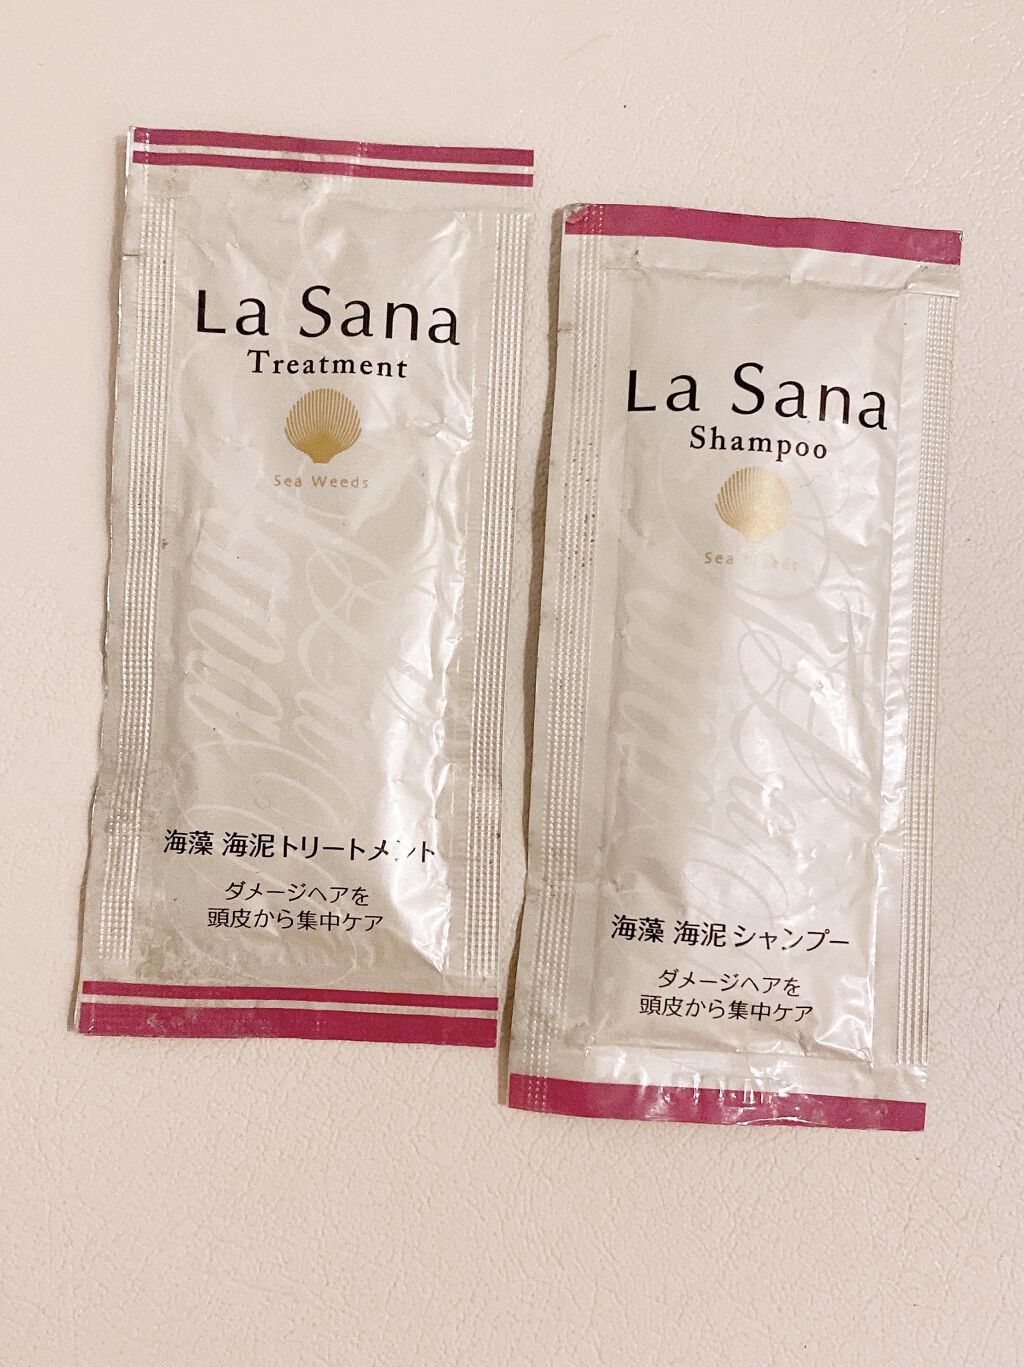 La Sana
Treatment
Sea Weeds
海藻 海泥トリートメント
ダメージヘアを
頭皮から集中ケア
La Sana
Shampoo
Sea Weeds
海藻 海泥シャンプー
ダメージヘアを
頭皮から集中ケア